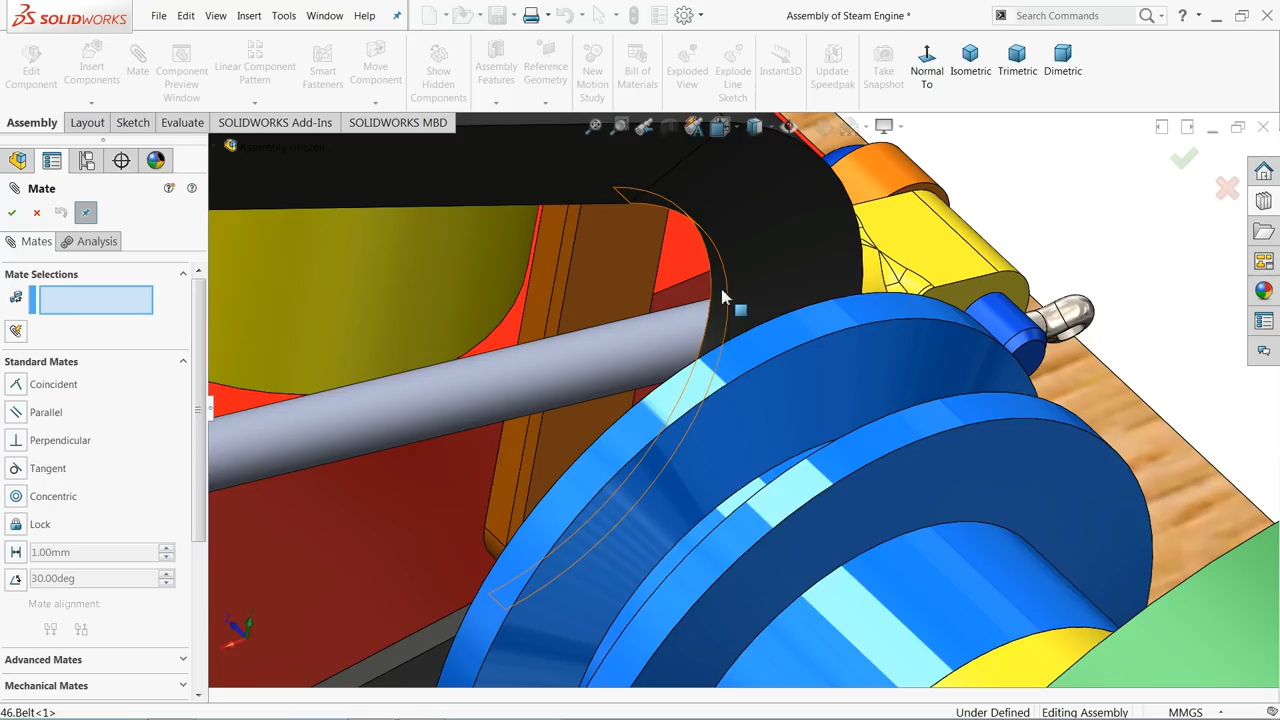 SOLIDWORKS
File Edit View Insert Tools Window Help
Assembly of Steam Engine *
Search Commands
Edit Component
Insert Components
Mate
Component Preview Window
Linear Component Pattern
Smart Fasteners
Move Component
Show Hidden Components
Assembly Features
Reference Geometry
New Motion Study
Bill of Materials
Exploded View
Explode Line Sketch
Instant3D
Update Speedpak
Take Snapshot
Normal To
Isometric
Trimetric
Dimetric
Assembly Layout Sketch Evaluate SOLIDWORKS Add-Ins SOLIDWORKS MBD
Mate
Mates Analysis
Mate Selections
Standard Mates
Coincident
Parallel
Perpendicular
Tangent
Concentric
Lock
1.00mm
30.00deg
Mate alignment:
Advanced Mates
Mechanical Mates
46.Belt<1>
Under Defined Editing Assembly MMGS